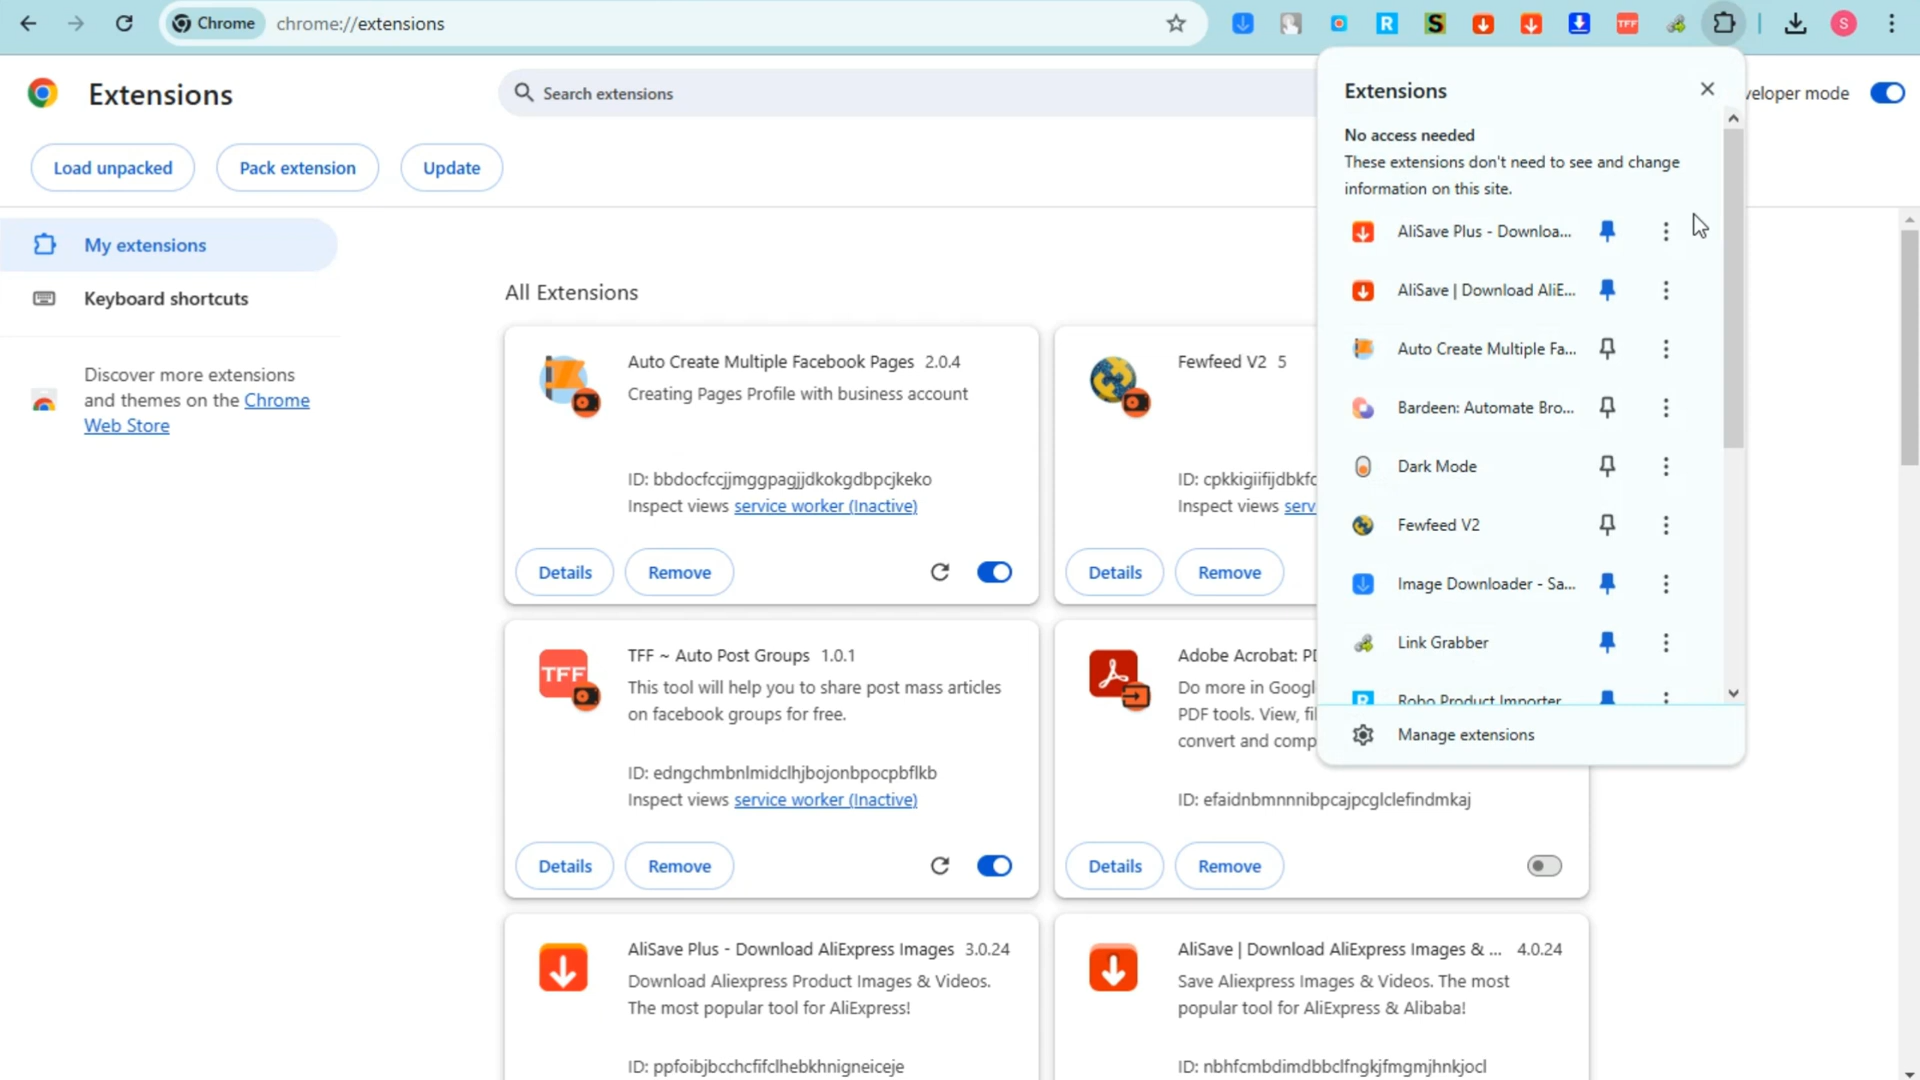 Chrome
chrome://extensions
R
S
TFF
S
Extensions
Search extensions
veloper mode
Load unpacked
Pack extension
Update
My extensions
Keyboard shortcuts
Discover more extensions
and themes on the Chrome
Web Store
All Extensions
Auto Create Multiple Facebook Pages 2.0.4
Creating Pages Profile with business account
ID: bbdocfccjjmggpagjjdkokgdbpcjkeko
Inspect views service worker (Inactive)
Details
Remove
Fewfeed V2 5
ID: cpkkigiifijdbkfc
Inspect views serv
Details
Remove
TFF
TFF ~ Auto Post Groups 1.0.1
This tool will help you to share post mass articles
on facebook groups for free.
ID: edngchmbnlmidclhjbojonbpocpbflkb
Inspect views service worker (Inactive)
Details
Remove
Adobe Acrobat:
Do more in Googl
PDF tools. View, fi
convert and comp
ID: efaidnbmnnnibpcajpcglclefindmkaj
Details
Remove
AliSave Plus - Download AliExpress Images 3.0.24
Download Aliexpress Product Images & Videos.
The most popular tool for AliExpress!
ID: ppfoibjbcchcfifclhebkhnigneiceje
AliSave | Download AliExpress Images & ... 4.0.24
Save Aliexpress Images & Videos. The most
popular tool for AliExpress & Alibaba!
ID: nbhfcmbdimdbbclfngkjfmgmjhnkjocl
Extensions
No access needed
These extensions don't need to see and change
information on this site.
AliSave Plus - Downloa...
AliSave | Download AliE...
Auto Create Multiple Fa...
Bardeen: Automate Bro...
Dark Mode
Fewfeed V2
Image Downloader - Sa...
Link Grabber
Robo Product Importer
Manage extensions